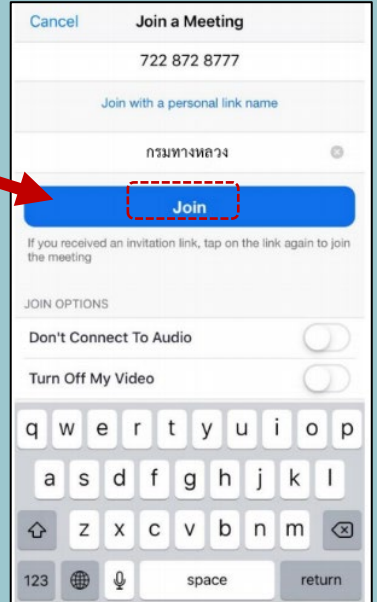 Cancel Join a Meeting
722 872 8777
Join with a personal link name
กรมทางหลวง
Join
If you received an invitation link, tap on the link again to join
the meeting
JOIN OPTIONS
Don't Connect To Audio
Turn Off My Video
q w e r t y u i o p
a s d f g h j k l
z x c v b n m
123 space return